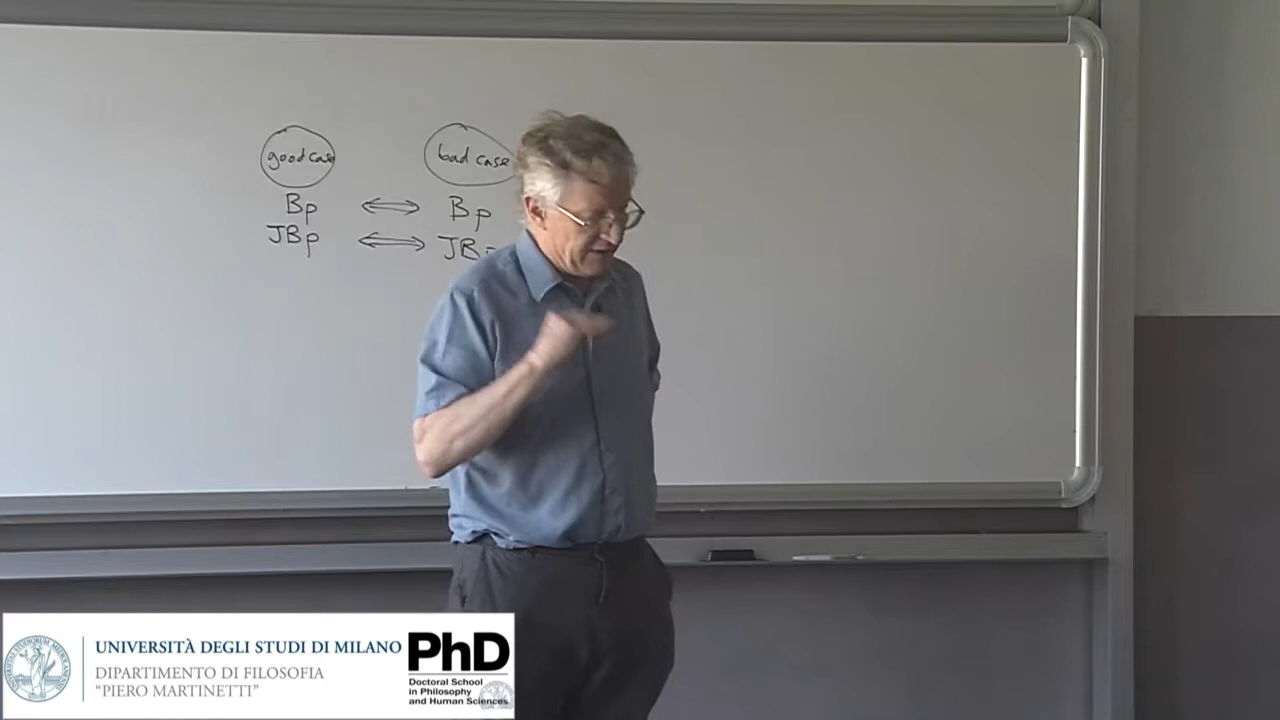 good case bad case
Bp ⟺ Bp
JBp ⟺ JB
UNIVERSITÀ DEGLI STUDI DI MILANO
DIPARTIMENTO DI FILOSOFIA
"PIERO MARTINETTI"
PhD
Doctoral School
in Philosophy
and Human Sciences